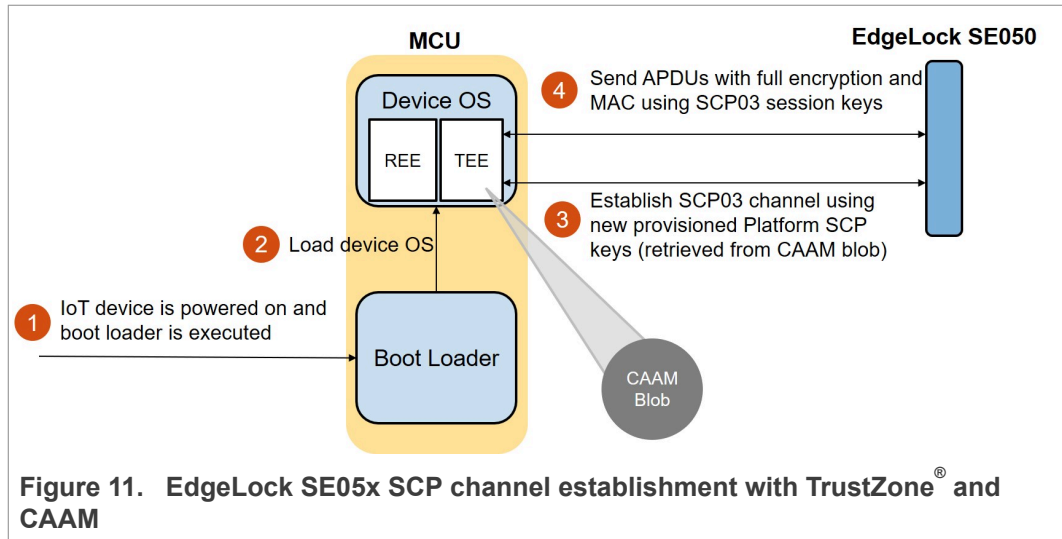 MCU
EdgeLock SE050
Device OS
REE
TEE
4
Send APDUs with full encryption and
MAC using SCP03 session keys
3
Establish SCP03 channel using
new provisioned Platform SCP
keys (retrieved from CAAM blob)
2
Load device OS
1
IoT device is powered on and
boot loader is executed
Boot Loader
CAAM
Blob
Figure 11. EdgeLock SE05x SCP channel establishment with TrustZone® and
CAAM